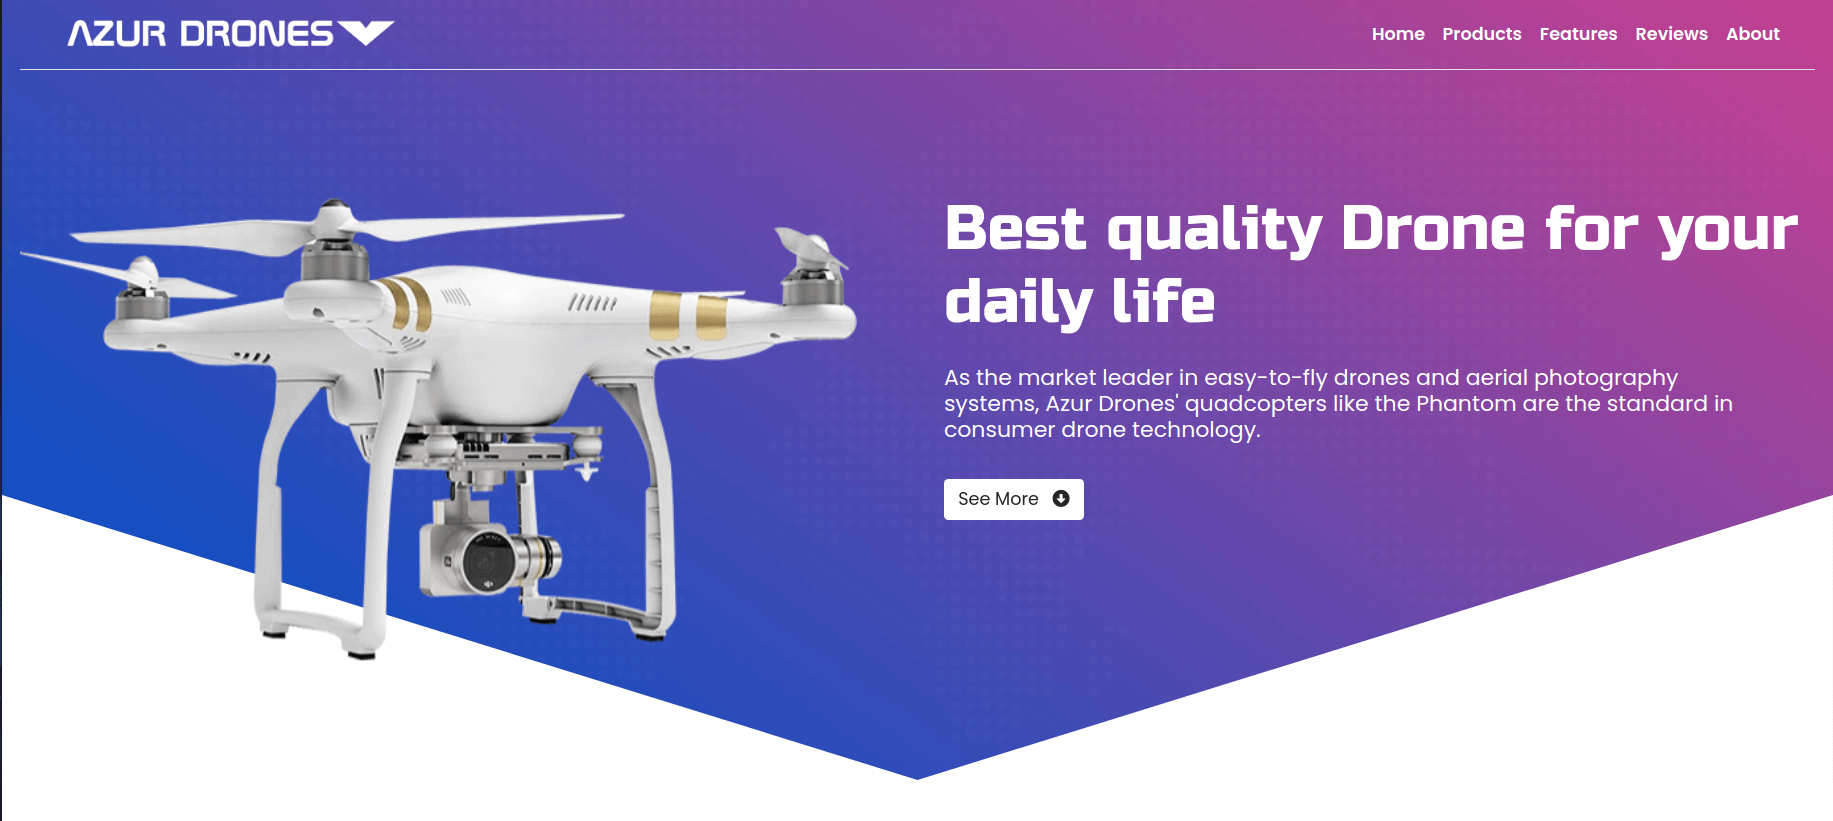 AZUR DRONES
Home Products Features Reviews About
Best quality Drone for your
daily life
As the market leader in easy-to-fly drones and aerial photography
systems, Azur Drones' quadcopters like the Phantom are the standard in
consumer drone technology.
See More